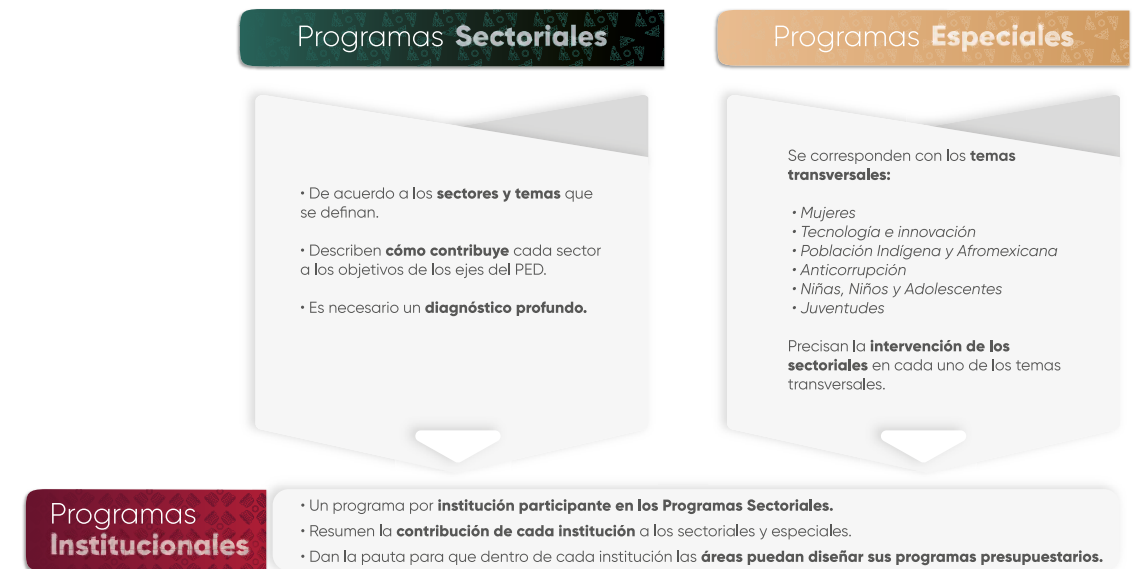 Programas Sectoriales
• De acuerdo a los sectores y temas que
se definan.
• Describen cómo contribuye cada sector
a los objetivos de los ejes del PED.
• Es necesario un diagnóstico profundo.
Programas Especiales
Se corresponden con los temas
transversales:
• Mujeres
• Tecnología e innovación
• Población Indígena y Afromexicana
• Anticorrupción
• Niñas, Niños y Adolescentes
• Juventudes
Precisan la intervención de los
sectoriales en cada uno de los temas
transversales.
Programas
Institucionales
• Un programa por institución participante en los Programas Sectoriales.
• Resumen la contribución de cada institución a los sectoriales y especiales.
• Dan la pauta para que dentro de cada institución las áreas puedan diseñar sus programas presupuestarios.